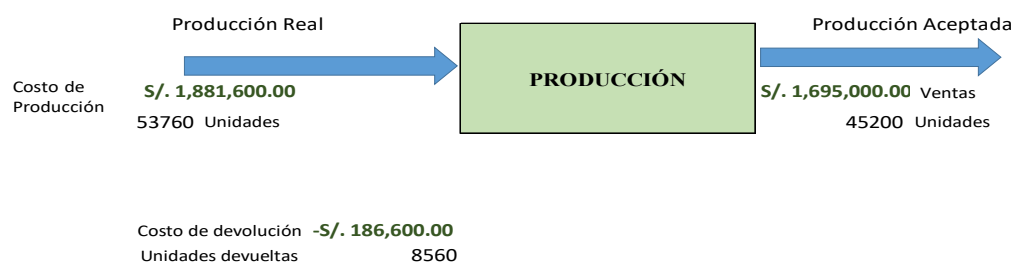 Producción Real
Producción Aceptada
PRODUCCIÓN
Costo de
Producción
S/. 1,881,600.00
S/. 1,695,000.00 Ventas
53760 Unidades
45200 Unidades
Costo de devolución -S/. 186,600.00
Unidades devueltas 8560